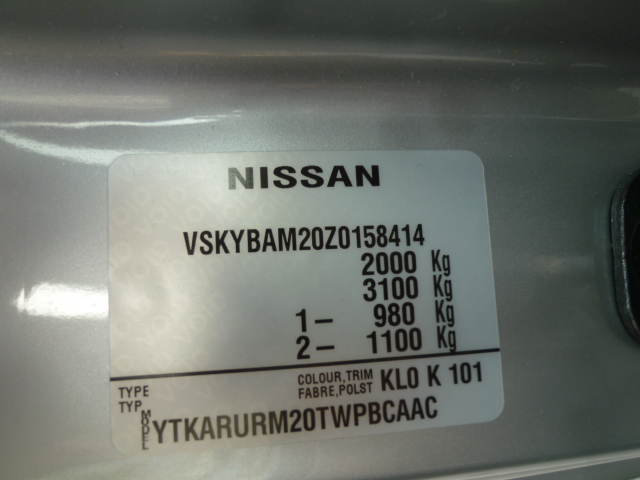 NISSAN
VSKYBAM20Z0158414
2000 Kg
3100 Kg
1- 980 Kg
2- 1100 Kg
TYPE COLOUR,TRIM KL0 K 101
TYP FABRE,POLST
MODEL YTKARURM20TWPBCAAC